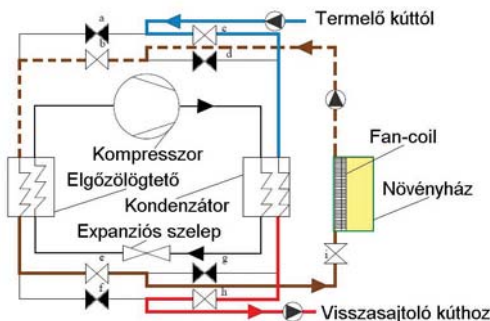 a
c
Termelő kúttól
b
d
Kompresszor
Fan-coil
Elgőzölögtető
Növényház
Kondenzátor
Expanziós szelep
e
g
i
f
h
Visszasajtoló kúthoz